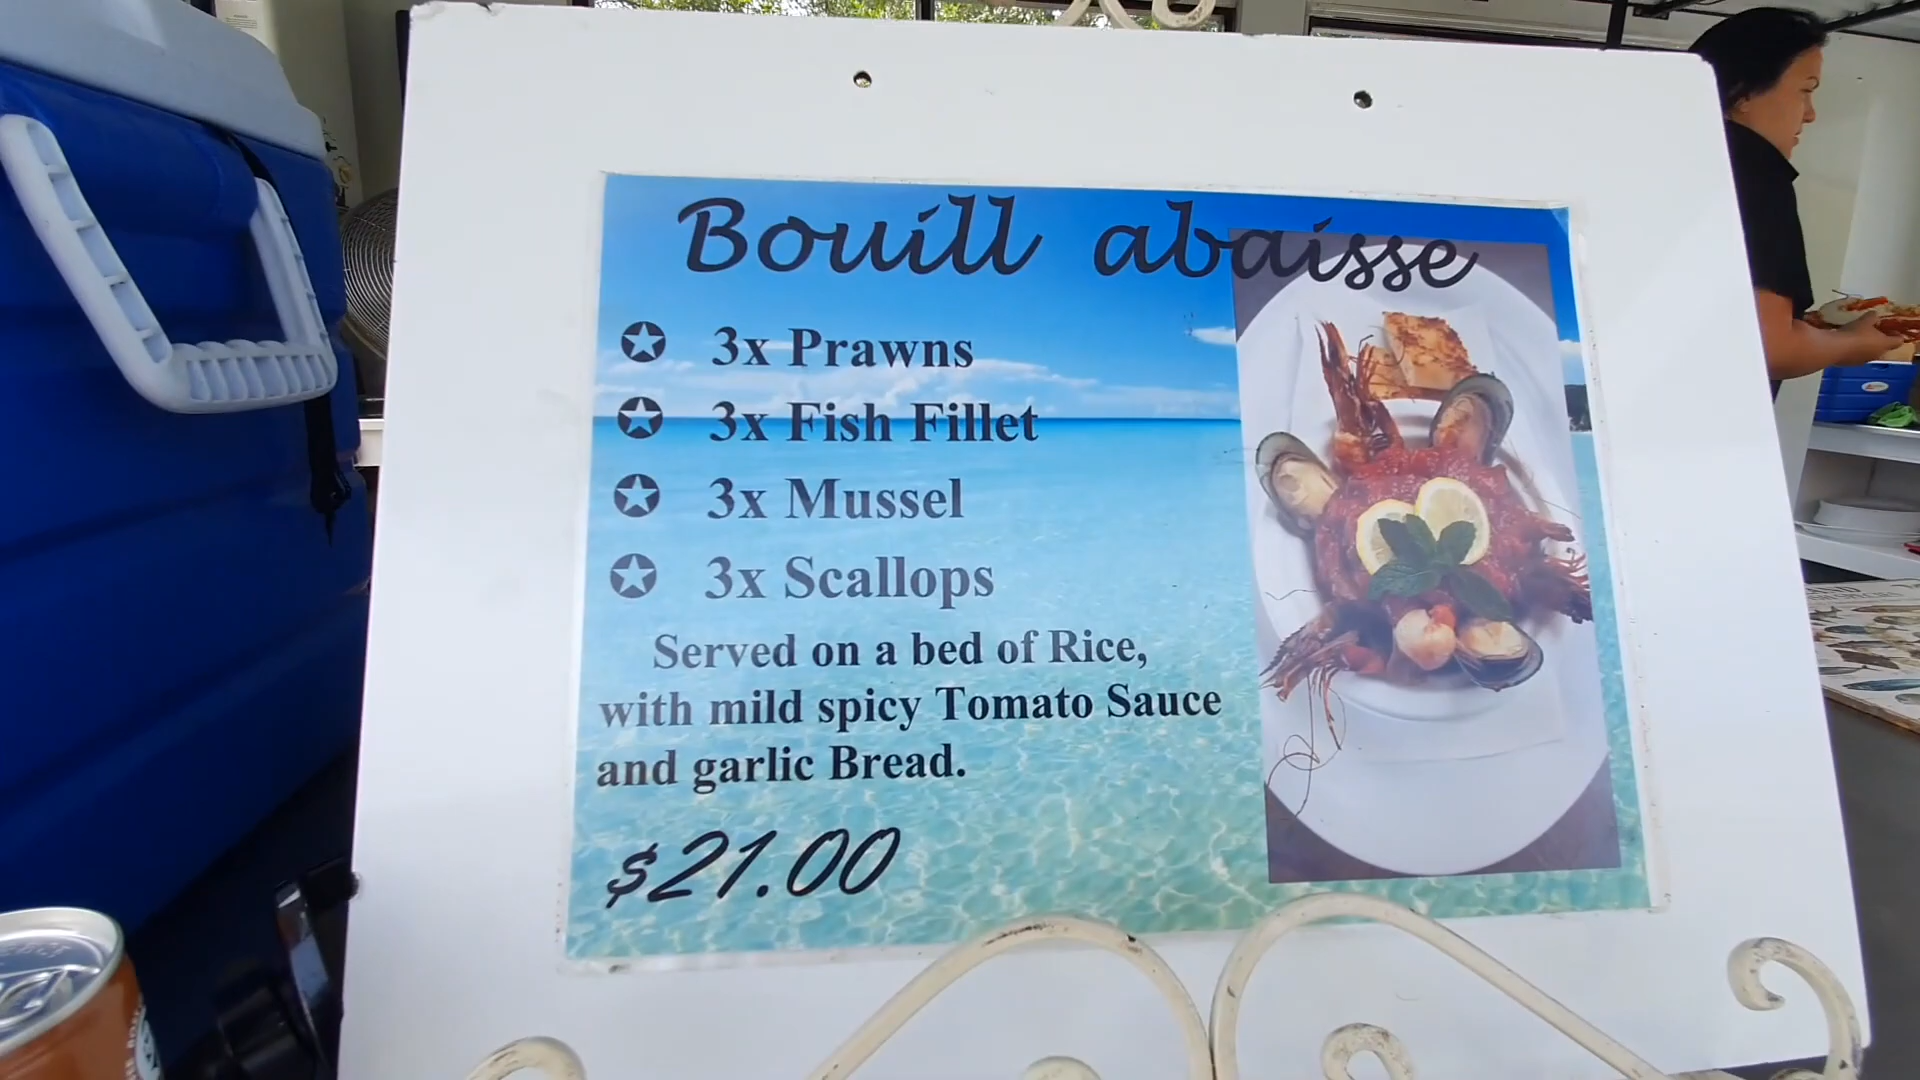 Bouill abaisse
3x Prawns
3x Fish Fillet
3x Mussel
3x Scallops
Served on a bed of Rice,
with mild spicy Tomato Sauce
and garlic Bread.
$21.00